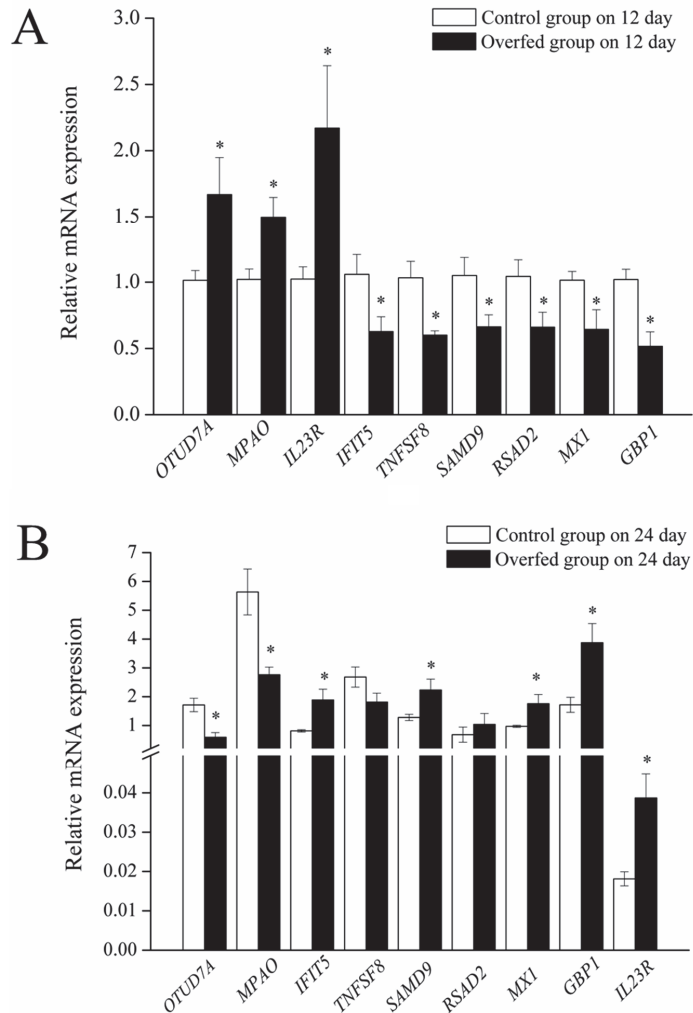 A
Control group on 12 day
Overfed group on 12 day
Relative mRNA expression
3.0
2.5
2.0
1.5
1.0
0.5
0.0
* * * * * * * * *
OTUD7A MPAO IL23R IFIT5 TNFSF8 SAMD9 RSAD2 MX1 GBP1
B
Control group on 24 day
Overfed group on 24 day
Relative mRNA expression
7
6
5
4
3
2
1
0.04
0.03
0.02
0.01
0.00
* * * * * * *
OTUD7A MPAO IFIT5 TNFSF8 SAMD9 RSAD2 MX1 GBP1 IL23R